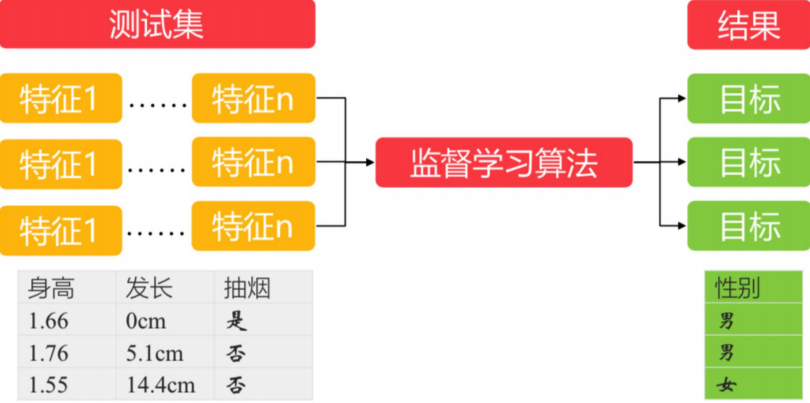 测试集 结果
特征1 …… 特征n 目标
特征1 …… 特征n 监督学习算法 目标
特征1 …… 特征n 目标
身高 发长 抽烟 性别
1.66 0cm 是 男
1.76 5.1cm 否 男
1.55 14.4cm 否 女